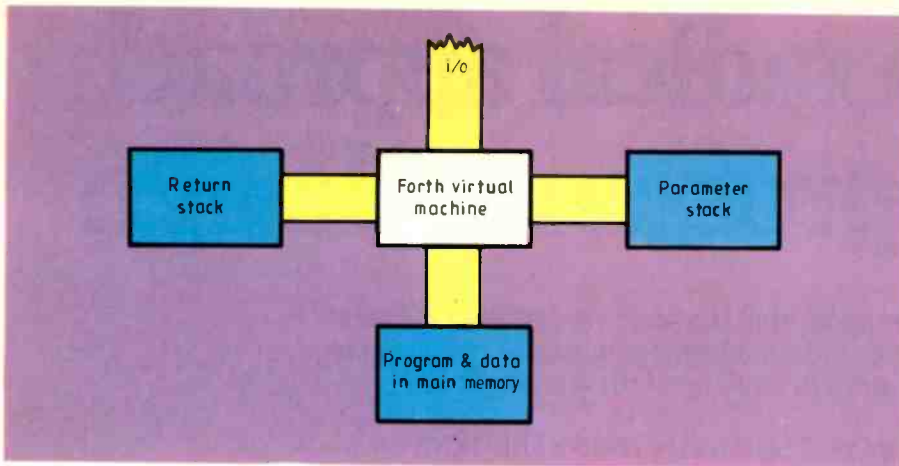 i/o
Return
stack
Forth virtual
machine
Parameter
stack
Program & data
in main memory